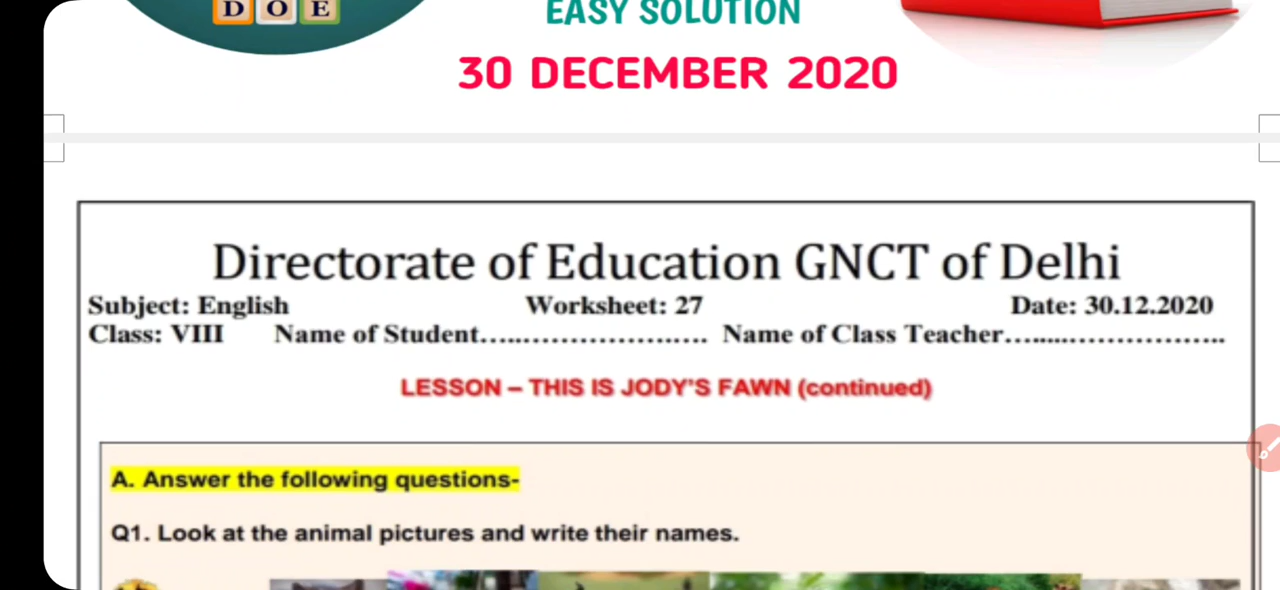 D O E
EASY SOLUTION
30 DECEMBER 2020
Directorate of Education GNCT of Delhi
Subject: English Worksheet: 27 Date: 30.12.2020
Class: VIII Name of Student....................………. Name of Class Teacher…......……………..
LESSON – THIS IS JODY'S FAWN (continued)
A. Answer the following questions-
Q1. Look at the animal pictures and write their names.